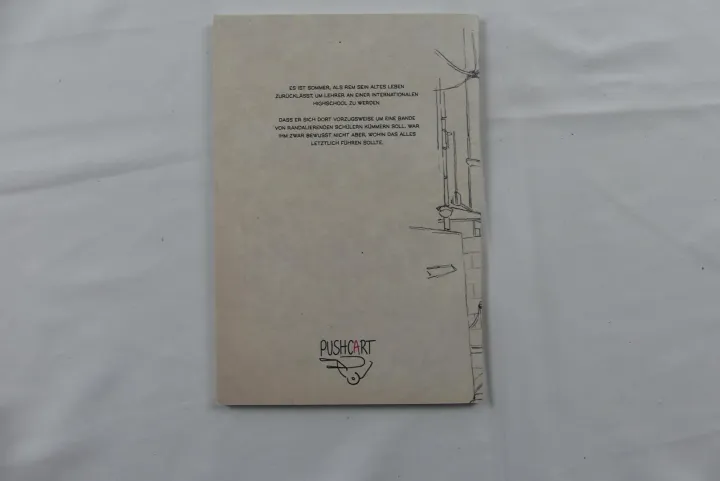 ES IST SOMMER, ALS REM SEIN ALTES LEBEN
ZURÜCKLÄSST, UM LEHRER AN EINER INTERNATIONALEN
HIGHSCHOOL ZU WERDEN.
DASS ER SICH DORT VORZUGSWEISE UM EINE BANDE
VON RANDALIERENDEN SCHÜLERN KÜMMERN SOLL, WAR
IHM ZWAR BEWUSST. NICHT ABER, WOHIN DAS ALLES
LETZTLICH FÜHREN SOLLTE.
PUSHCART